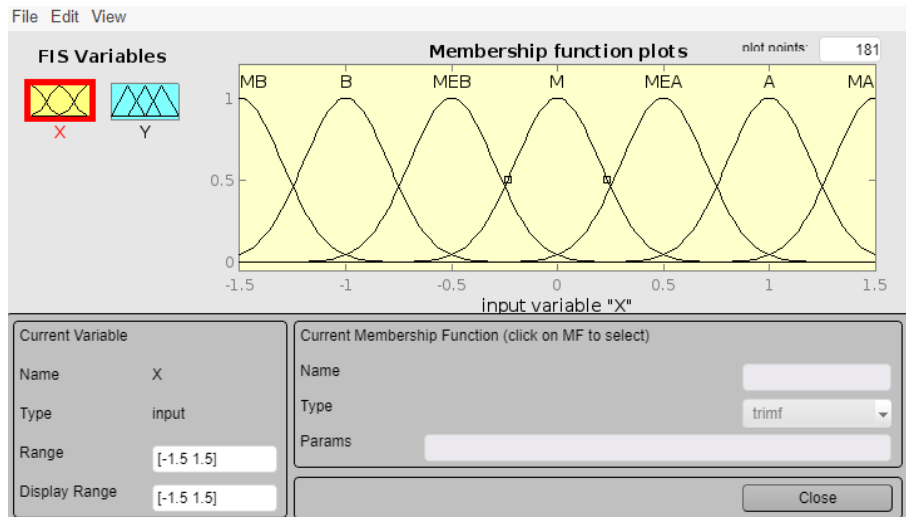 File Edit View
FIS Variables
Membership function plots
plot points:
181
MB B MEB M MEA A MA
1
0.5
0
-1.5 -1 -0.5 0 0.5 1 1.5
input variable "X"
X
Y
Current Variable
Name X
Type input
Range [-1.5 1.5]
Display Range [-1.5 1.5]
Current Membership Function (click on MF to select)
Name
Type trimf
Params
Close